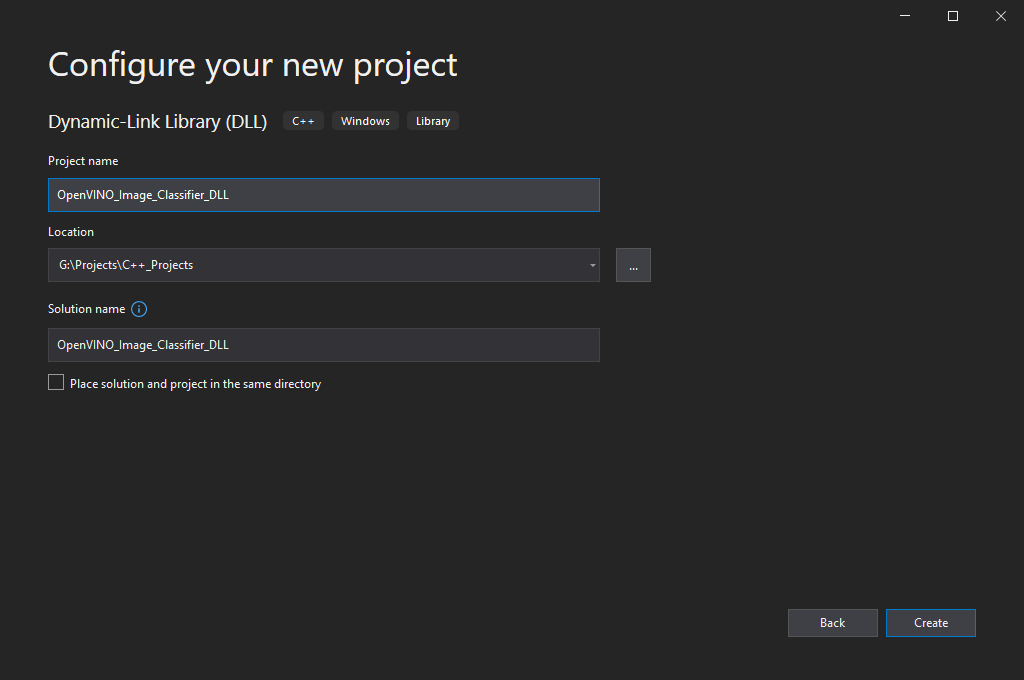 Configure your new project
Dynamic-Link Library (DLL) C++ Windows Library
Project name
OpenVINO_Image_Classifier_DLL
Location
G:\Projects\C++_Projects
...
Solution name
OpenVINO_Image_Classifier_DLL
Place solution and project in the same directory
Back Create